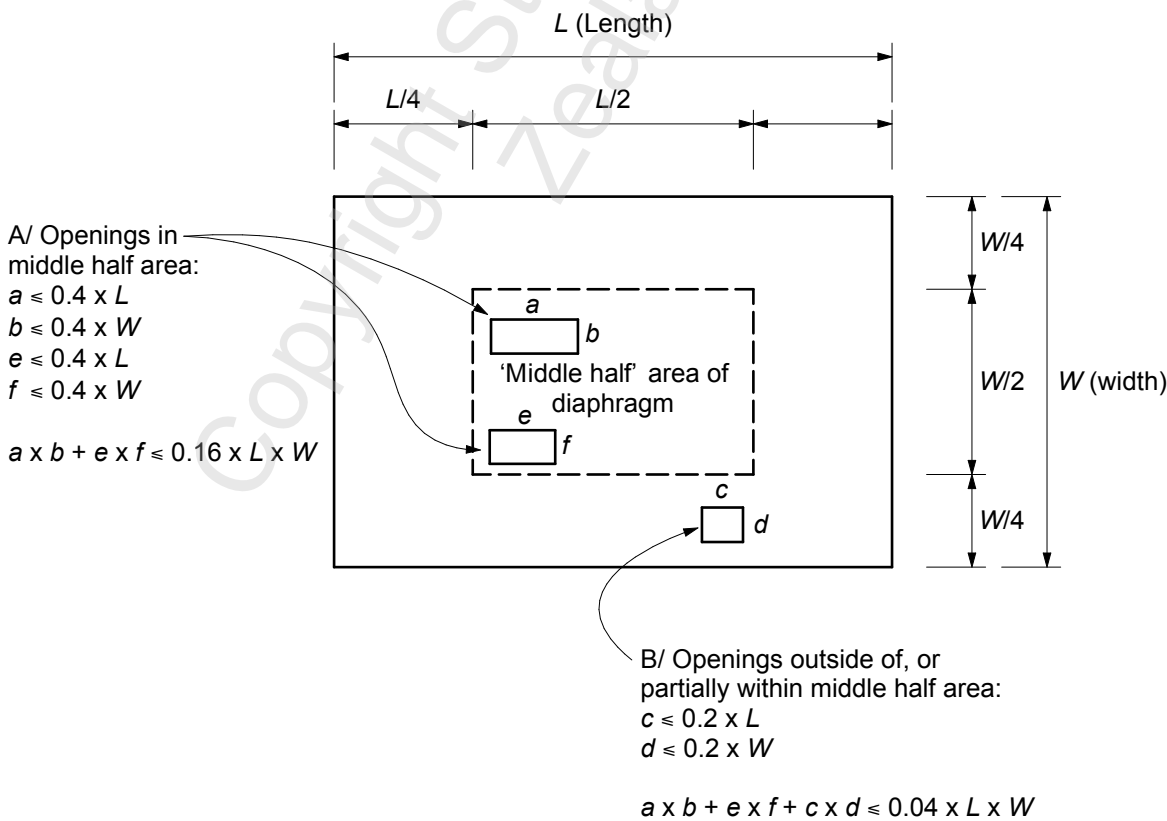 L (Length)
L/4
L/2
A/ Openings in
middle half area:
a ≤ 0.4 x L
b ≤ 0.4 x W
e ≤ 0.4 x L
f ≤ 0.4 x W
a x b + e x f ≤ 0.16 x L x W
a
b
'Middle half' area of
diaphragm
e
f
c
d
W/4
W/2
W (width)
W/4
B/ Openings outside of, or
partially within middle half area:
c ≤ 0.2 x L
d ≤ 0.2 x W
a x b + e x f + c x d ≤ 0.04 x L x W
Copyright
Zeala